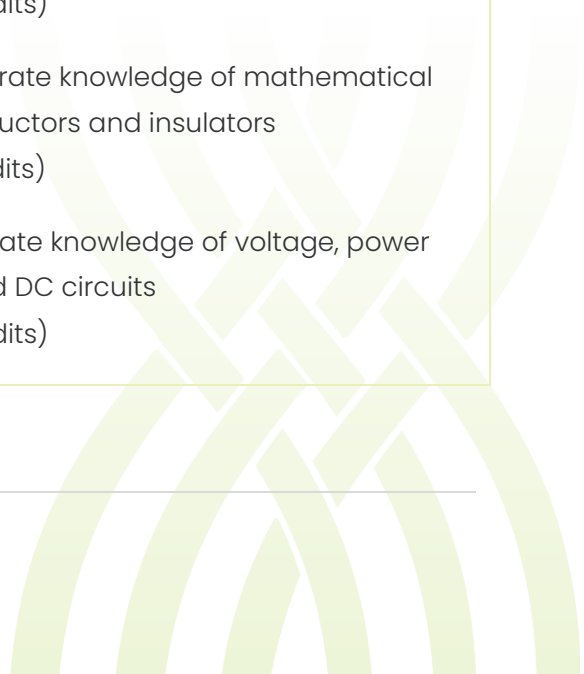 dits)
rate knowledge of mathematical
uctors and insulators
dits)
ate knowledge of voltage, power
d DC circuits
dits)